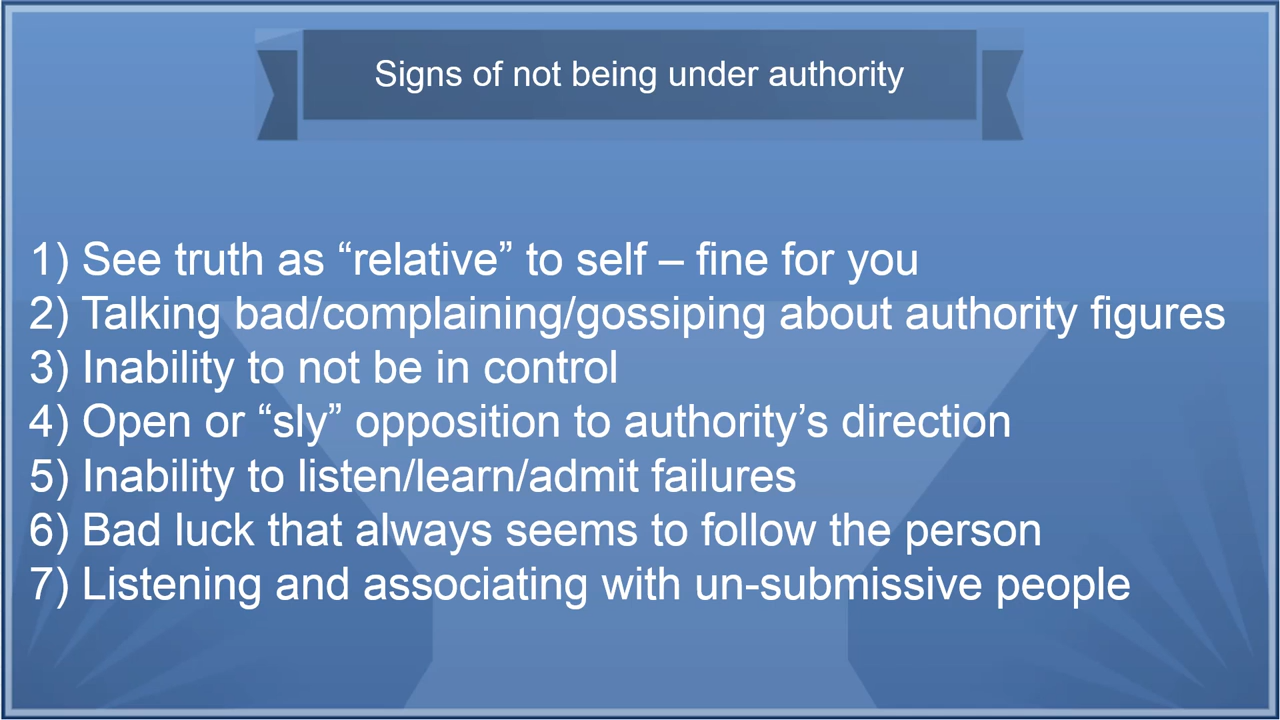 Signs of not being under authority
1) See truth as “relative” to self – fine for you
2) Talking bad/complaining/gossiping about authority figures
3) Inability to not be in control
4) Open or “sly” opposition to authority’s direction
5) Inability to listen/learn/admit failures
6) Bad luck that always seems to follow the person
7) Listening and associating with un-submissive people